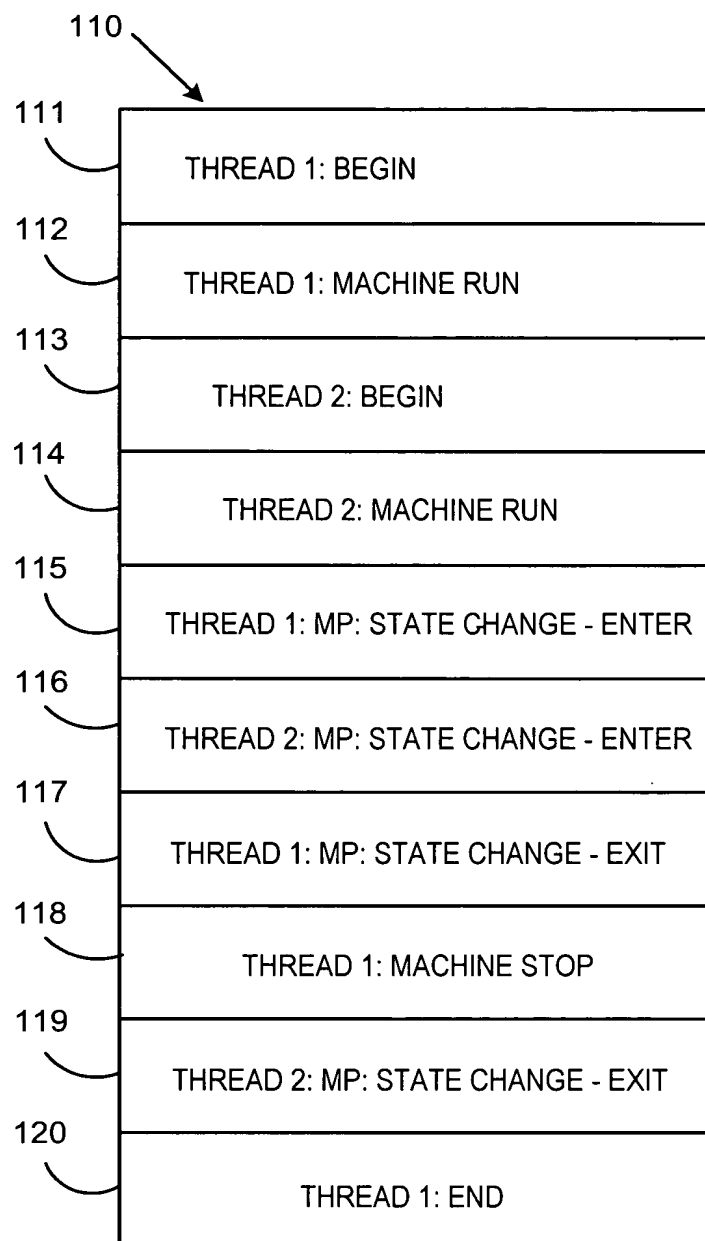 110
111
THREAD 1: BEGIN
112
THREAD 1: MACHINE RUN
113
THREAD 2: BEGIN
114
THREAD 2: MACHINE RUN
115
THREAD 1: MP: STATE CHANGE - ENTER
116
THREAD 2: MP: STATE CHANGE - ENTER
117
THREAD 1: MP: STATE CHANGE - EXIT
118
THREAD 1: MACHINE STOP
119
THREAD 2: MP: STATE CHANGE - EXIT
120
THREAD 1: END